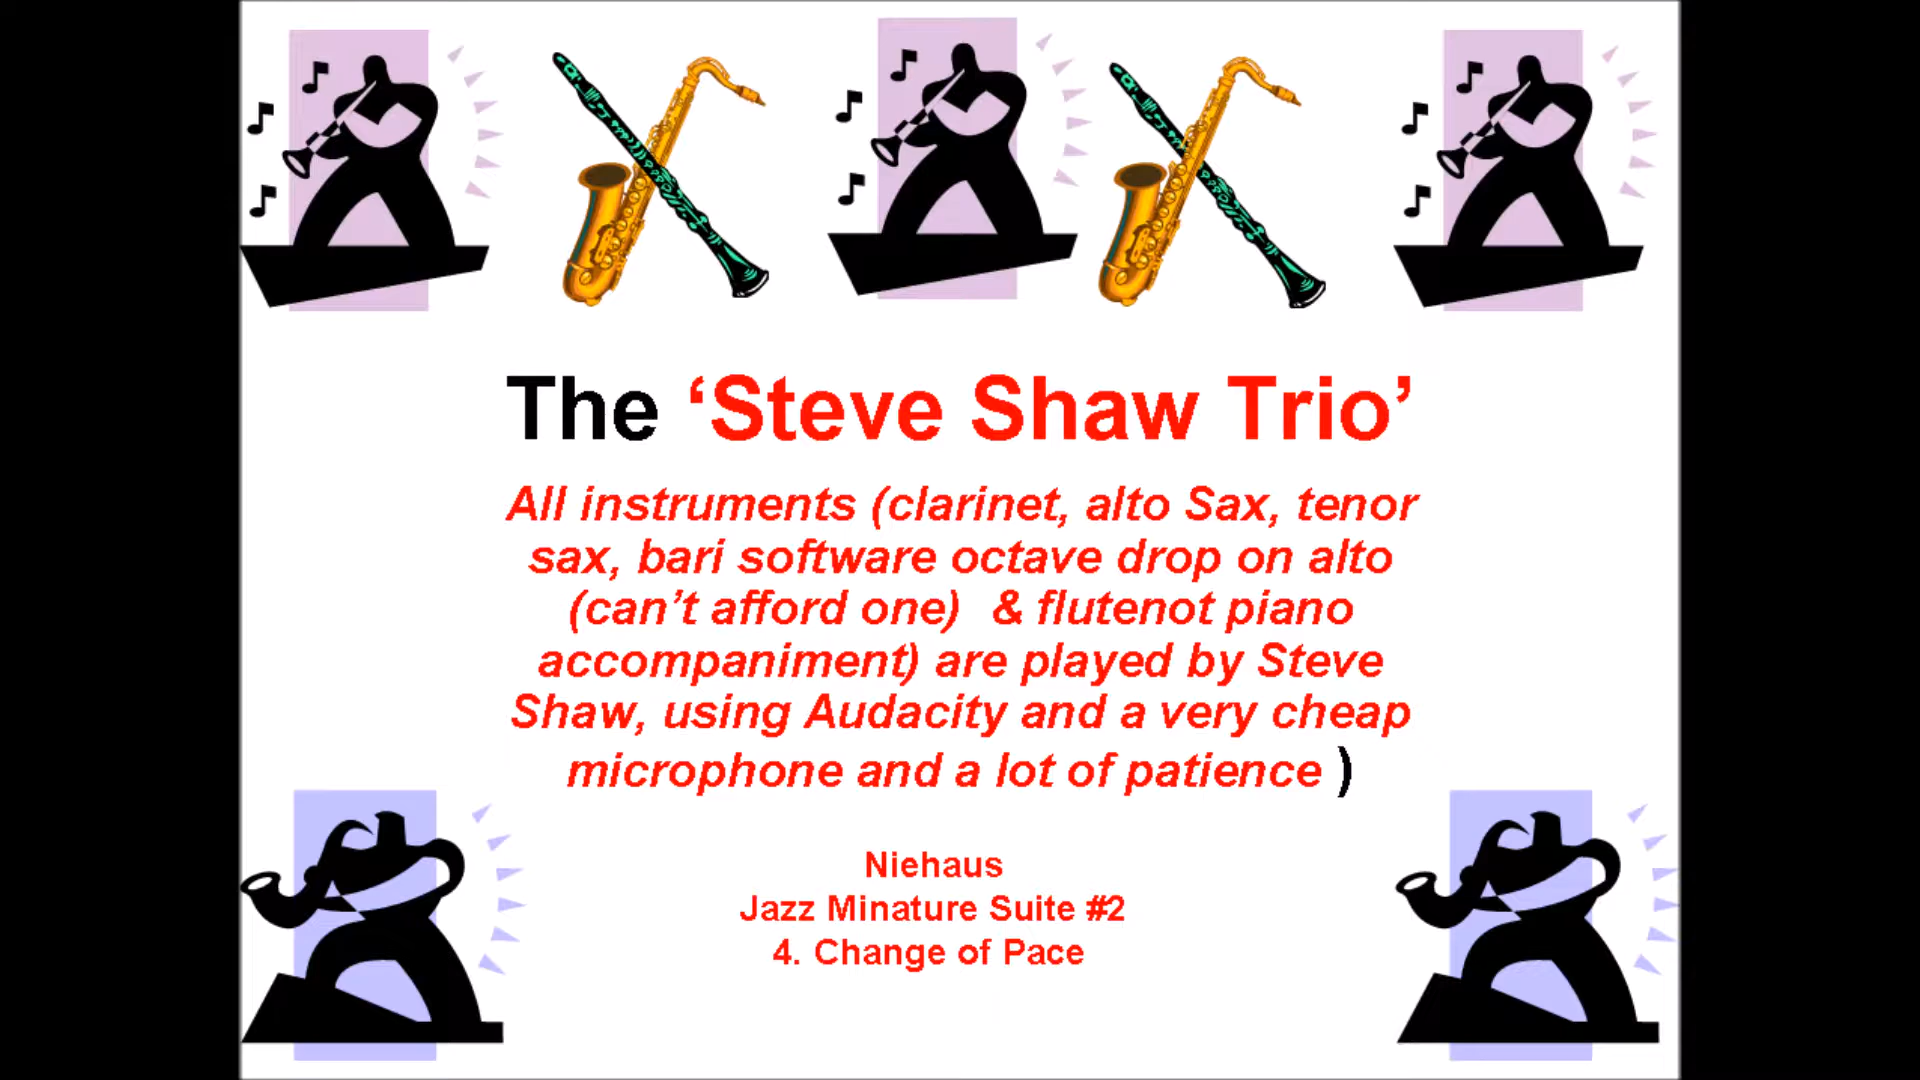 The ‘Steve Shaw Trio’
All instruments (clarinet, alto Sax, tenor
sax, bari software octave drop on alto
(can’t afford one)  & flutenot piano
accompaniment) are played by Steve
Shaw, using Audacity and a very cheap
microphone and a lot of patience )
Niehaus
Jazz Minature Suite #2
4. Change of Pace